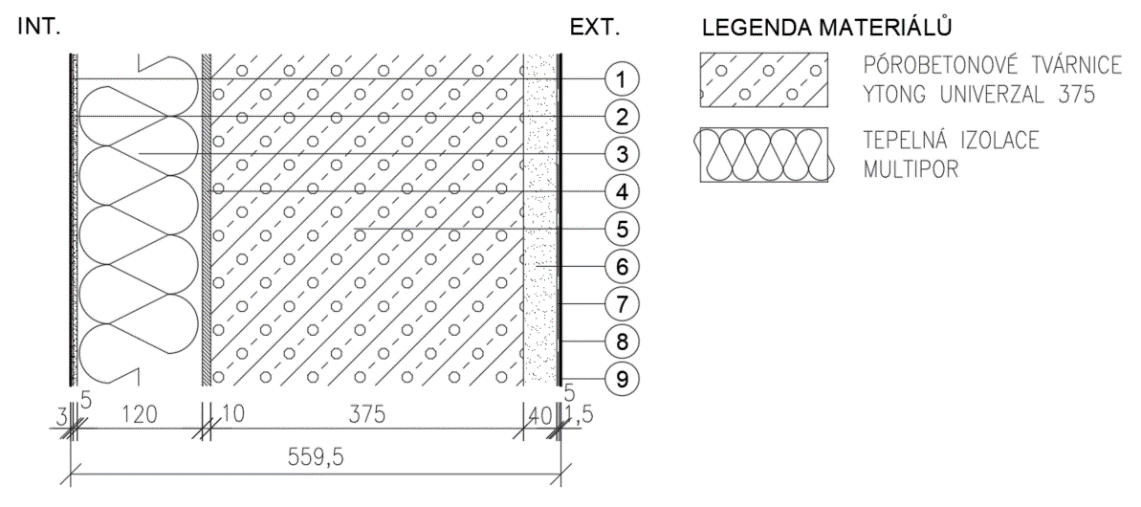 INT.
EXT.
LEGENDA MATERIÁLŮ
PÓROBETONOVÉ TVÁRNICE
YTONG UNIVERZAL 375
TEPELNÁ IZOLACE
MULTIPOR
1
2
3
4
5
6
7
8
9
3 5 120 10 375 40 5 1,5
559,5